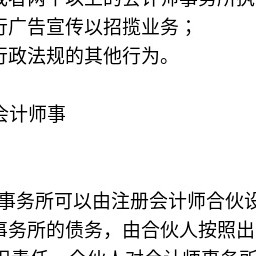 或者两个以上的会计师事务所执
行广告宣传以招揽业务；
行政法规的其他行为。
会计师事
事务所可以由注册会计师合伙设
事务所的债务，由合伙人按照出